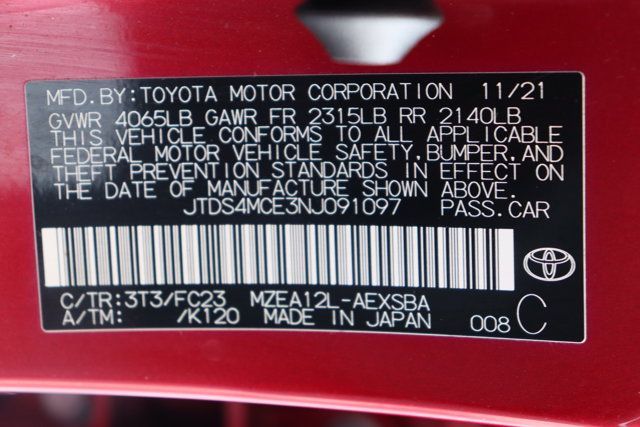 MFD. BY: TOYOTA MOTOR CORPORATION 11/21
GVWR 4065LB GAWR FR 2315LB RR 2140LB
THIS VEHICLE CONFORMS TO ALL APPLICABLE
FEDERAL MOTOR VEHICLE SAFETY, BUMPER, AND
THEFT PREVENTION STANDARDS IN EFFECT ON
THE DATE OF MANUFACTURE SHOWN ABOVE.
JTDS4MCE3NJ091097 PASS. CAR
C/TR: 3T3/FC23 MZEA12L-AEXSBA
A/TM: /K120 MADE IN JAPAN 008 C